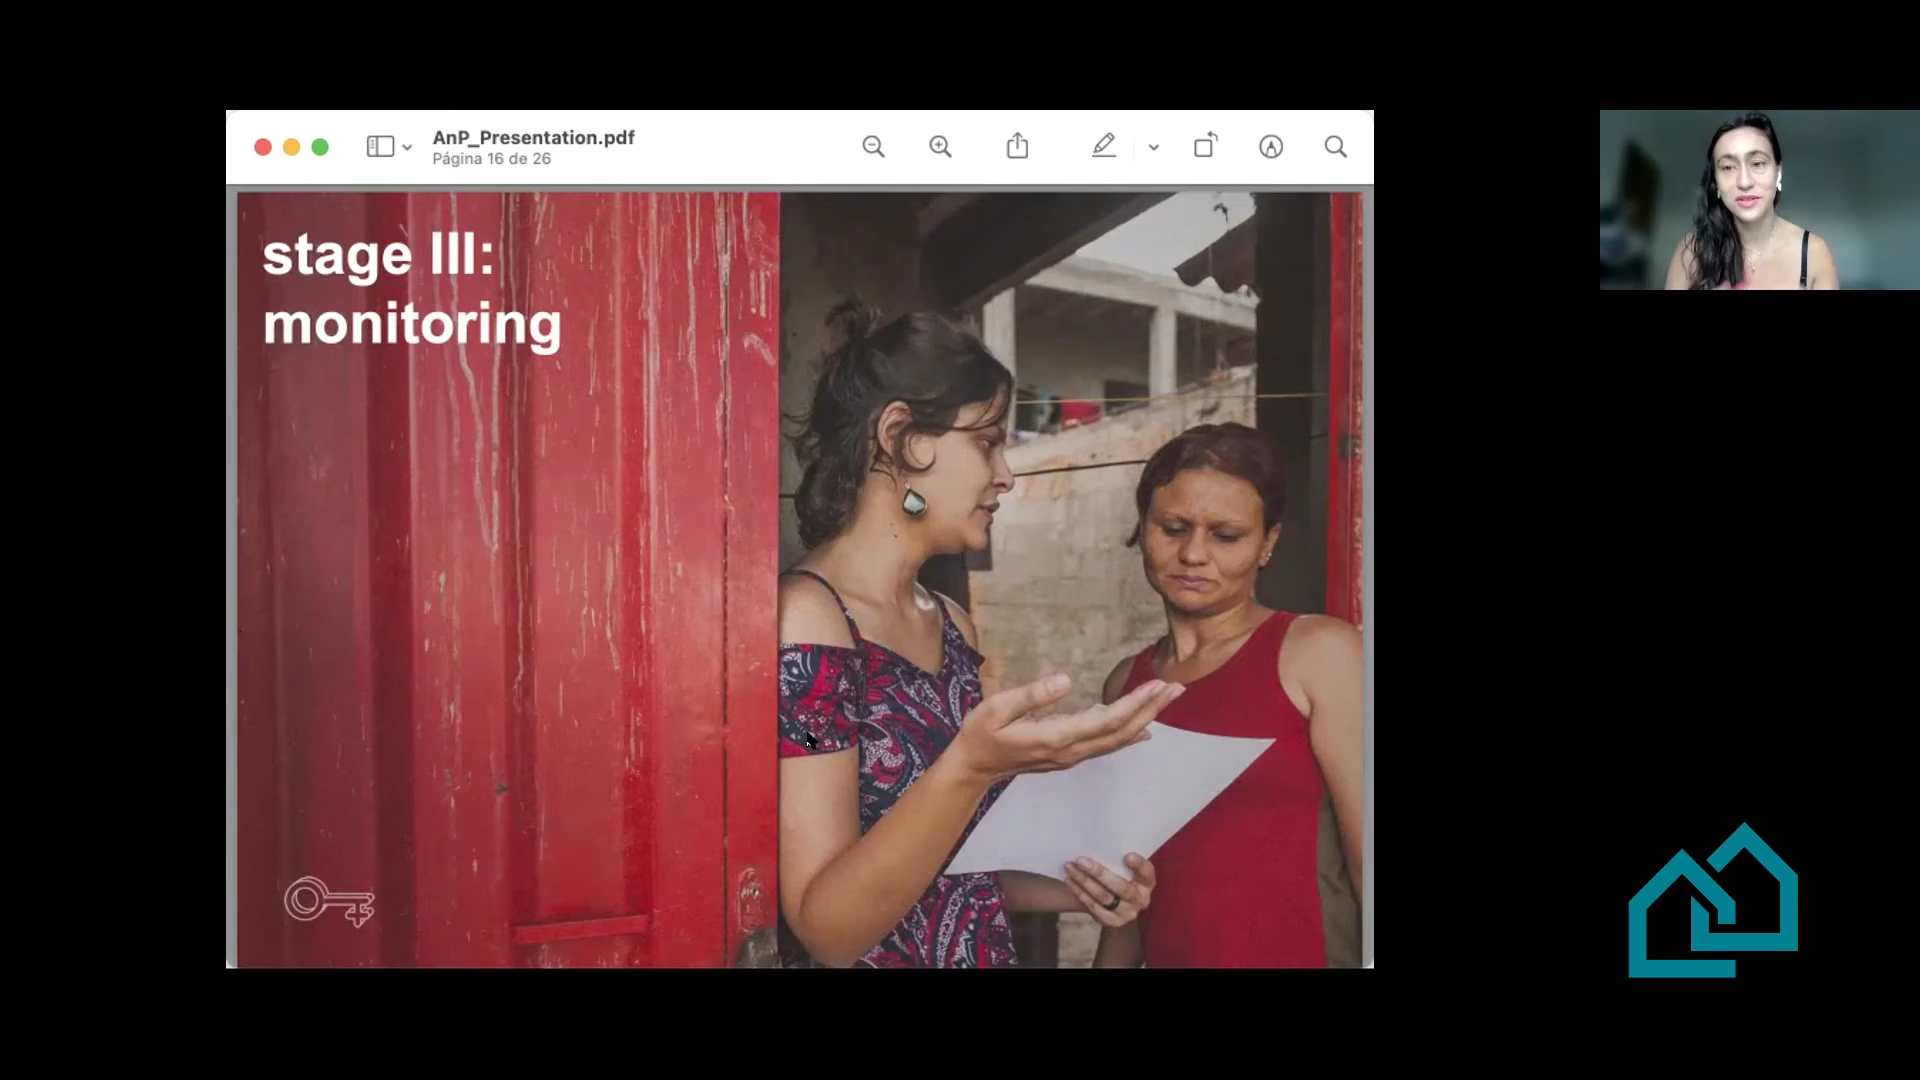 AnP_Presentation.pdf
Página 16 de 26
stage III:
monitoring